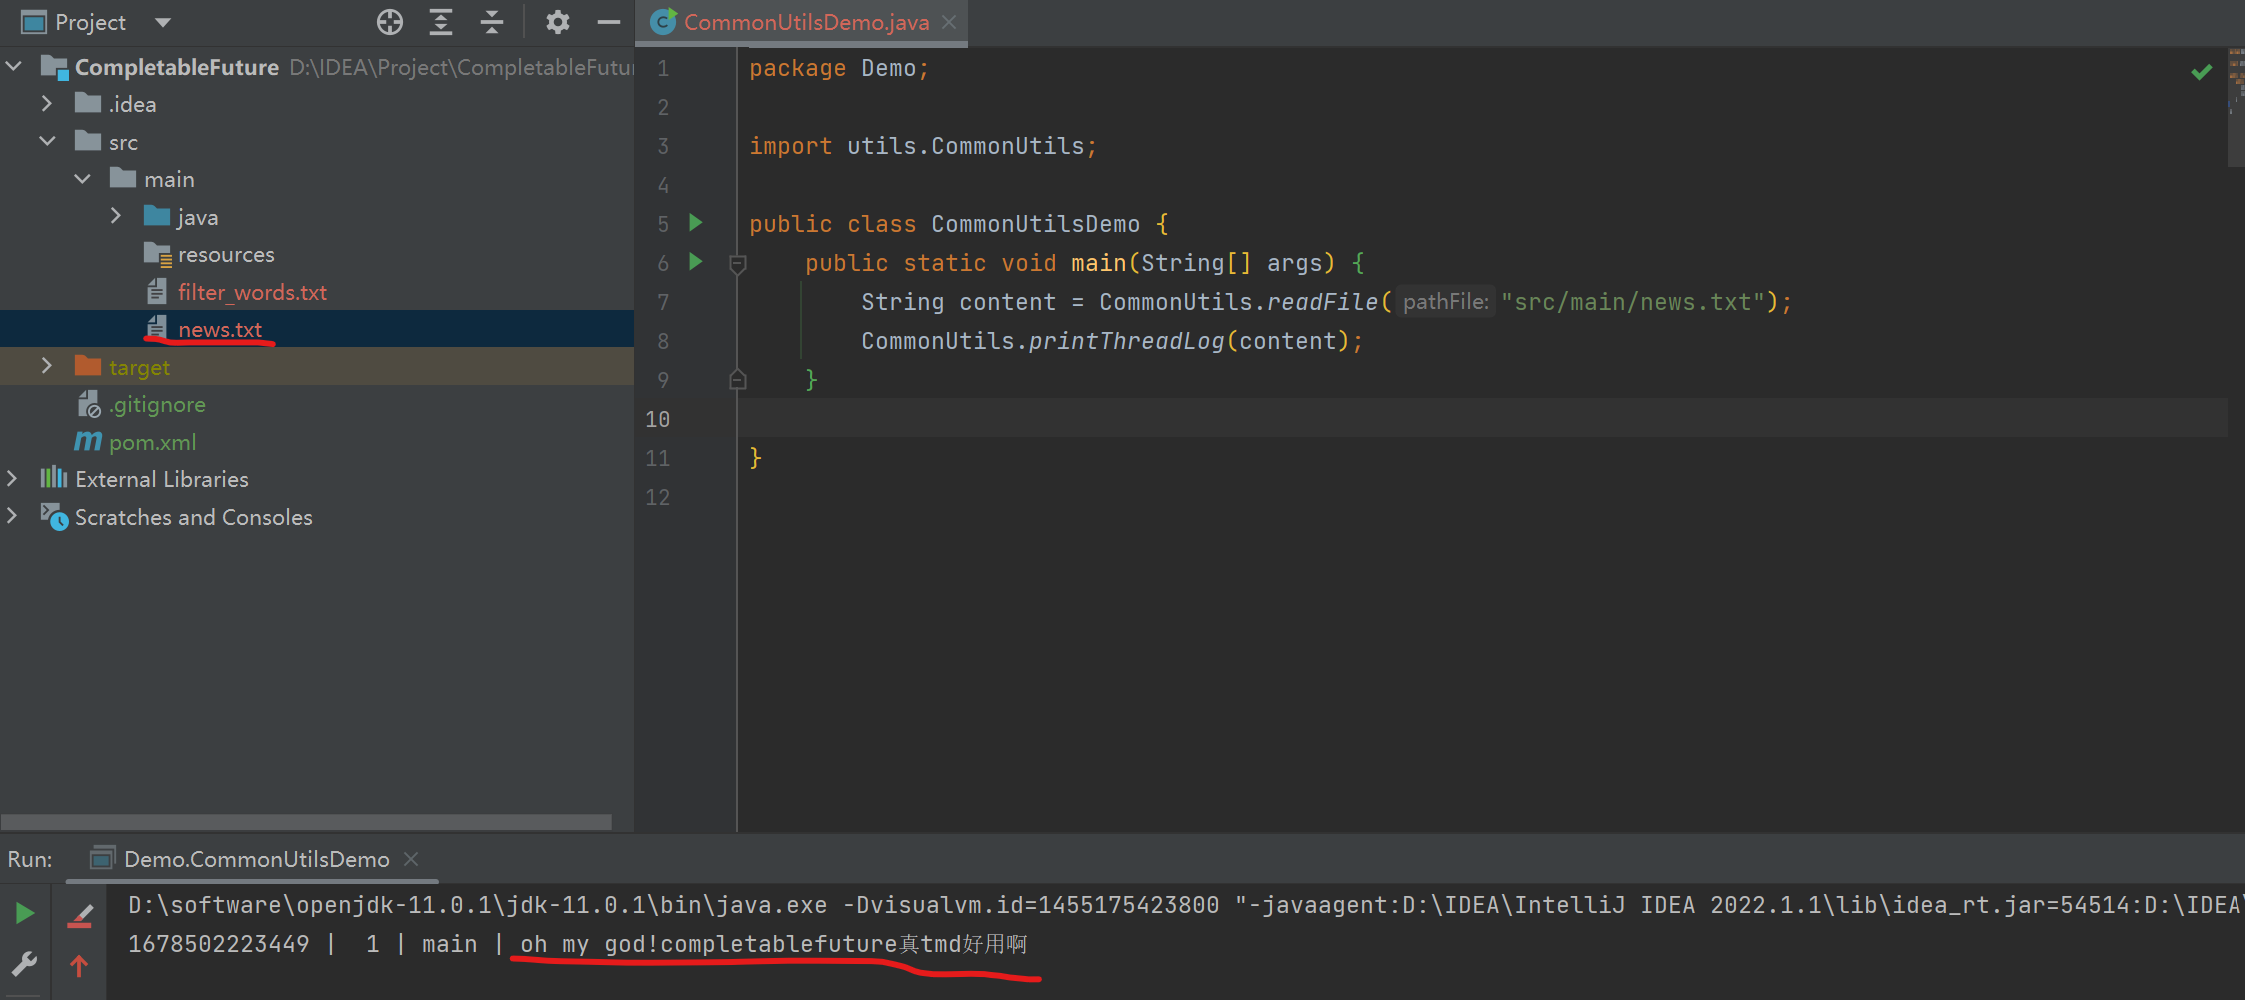 Project
CommonUtilsDemo.java
CompletableFuture D:\IDEA\Project\CompletableFutur
.idea
src
main
java
resources
filter_words.txt
news.txt
target
.gitignore
pom.xml
External Libraries
Scratches and Consoles
1 package Demo;
2
3 import utils.CommonUtils;
4
5 public class CommonUtilsDemo {
6 public static void main(String[] args) {
7 String content = CommonUtils.readFile( pathFile: "src/main/news.txt");
8 CommonUtils.printThreadLog(content);
9 }
10
11 }
12
Run: Demo.CommonUtilsDemo
D:\software\openjdk-11.0.1\jdk-11.0.1\bin\java.exe -Dvisualvm.id=1455175423800 "-javaagent:D:\IDEA\IntelliJ IDEA 2022.1.1\lib\idea_rt.jar=54514:D:\IDEA\
1678502223449 | 1 | main | oh my god!completablefuture真tmd好用啊